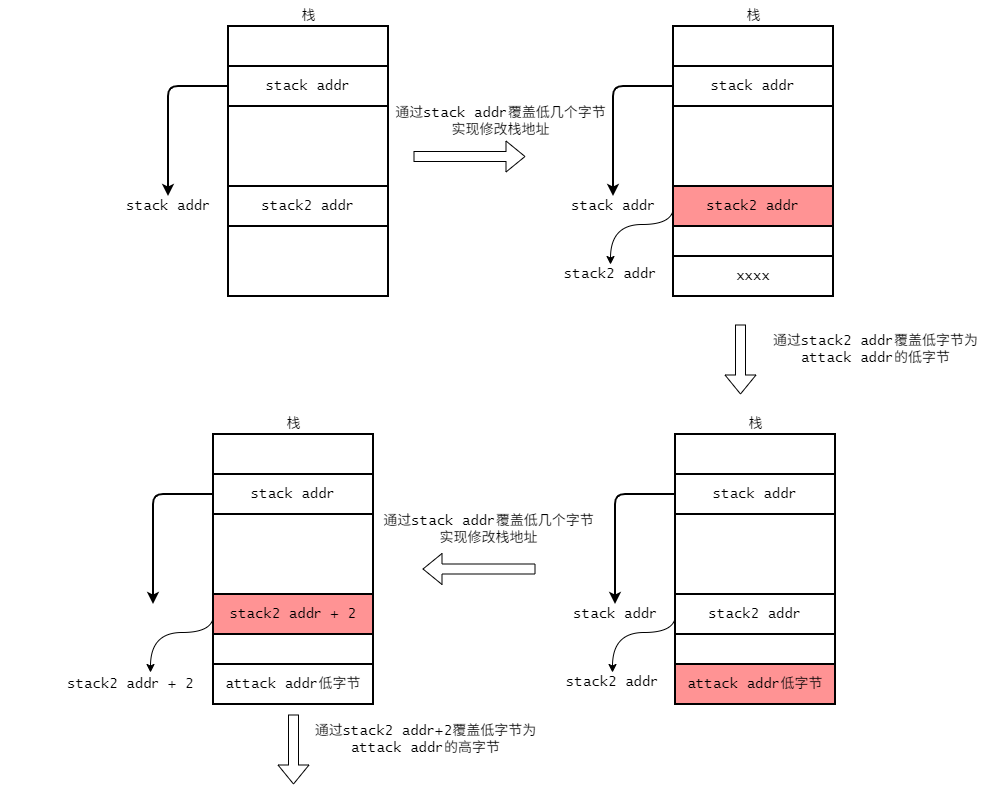 栈
stack addr
stack addr
stack2 addr
通过stack addr覆盖低几个字节
实现修改栈地址
栈
stack addr
stack addr
stack2 addr
stack2 addr
xxxx
通过stack2 addr覆盖低字节为
attack addr的低字节
栈
stack addr
stack addr
stack2 addr
stack2 addr
attack addr低字节
通过stack addr覆盖低几个字节
实现修改栈地址
栈
stack addr
stack2 addr + 2
stack2 addr + 2
attack addr低字节
通过stack2 addr+2覆盖低字节为
attack addr的高字节